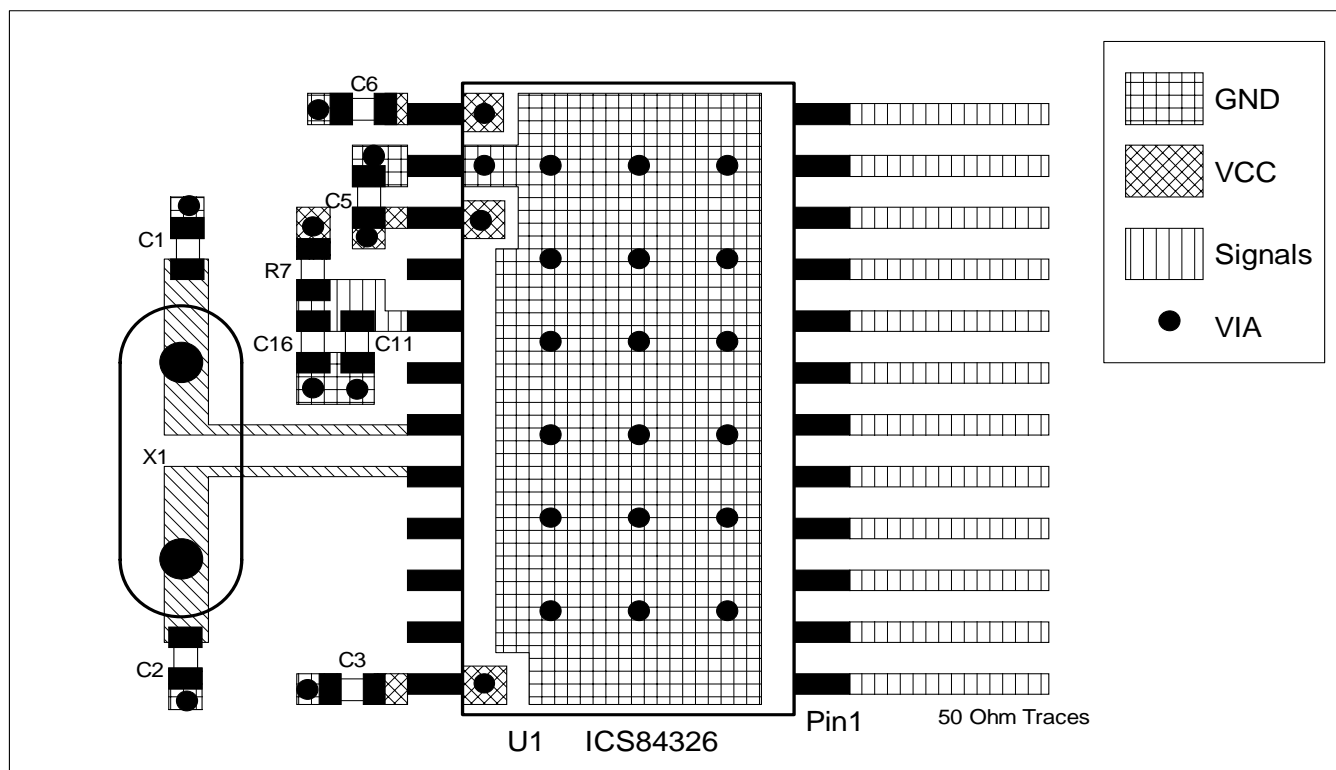 C6
GND
VCC
C5
C1
Signals
R7
VIA
C16
C11
X1
C3
C2
Pin1
50 Ohm Traces
U1 ICS84326